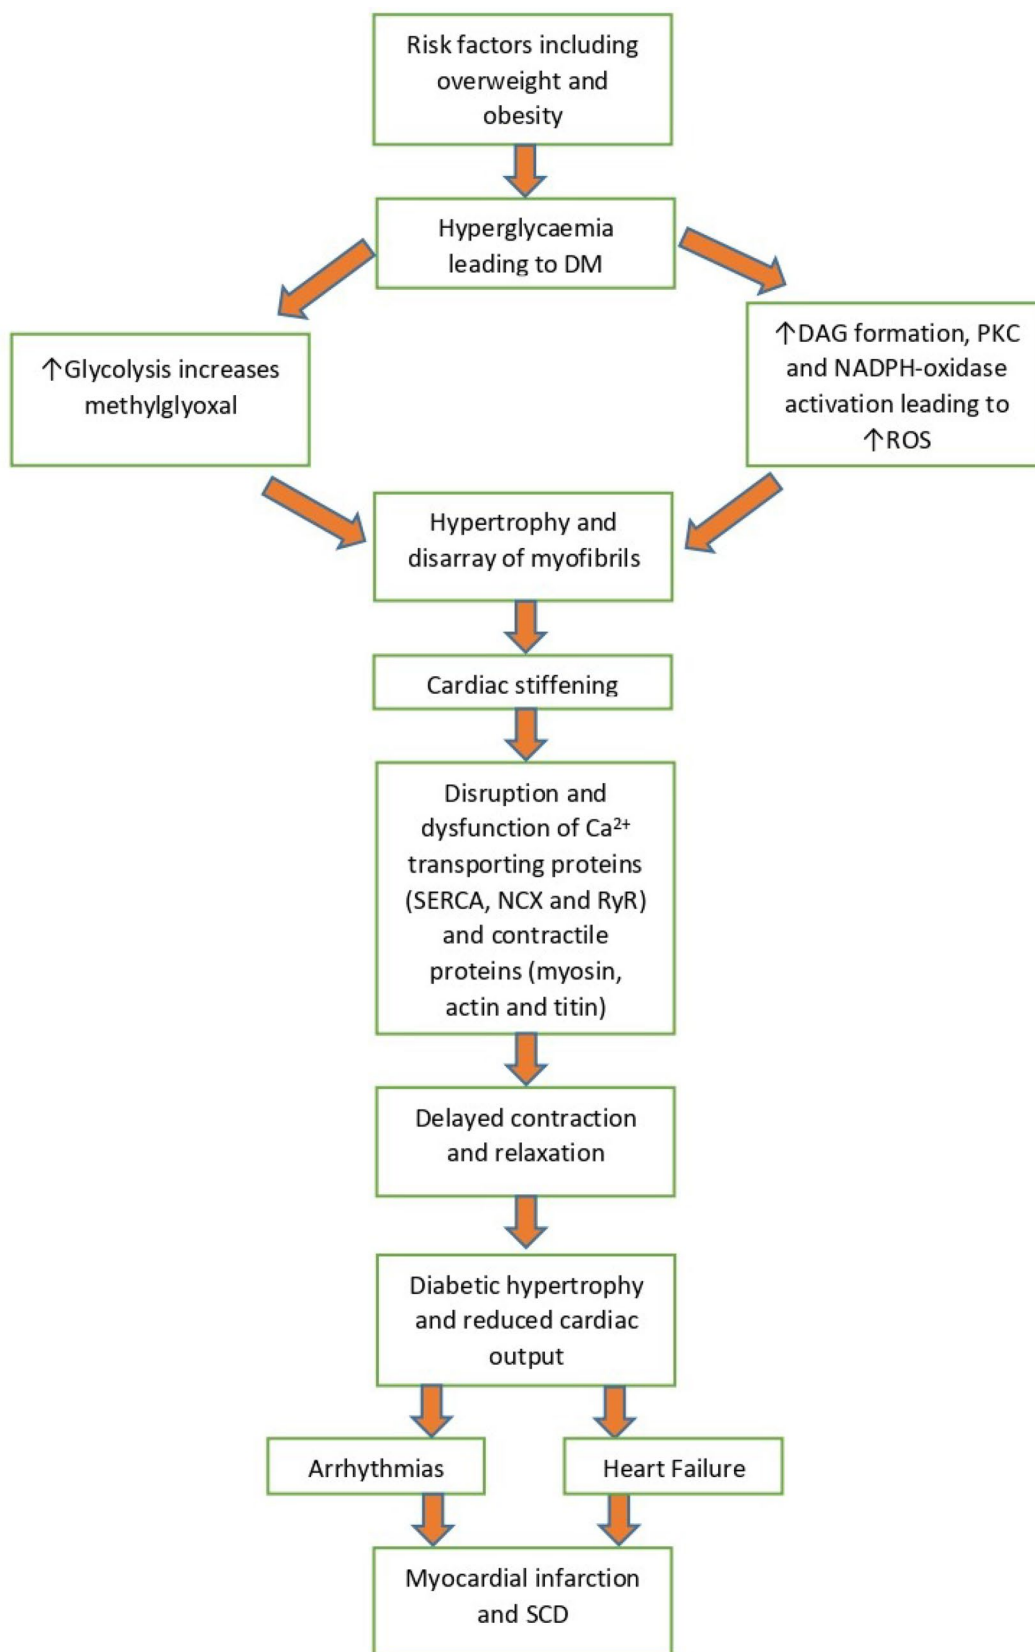 Risk factors including
overweight and
obesity
Hyperglycaemia
leading to DM
↑Glycolysis increases
methylglyoxal
↑DAG formation, PKC
and NADPH-oxidase
activation leading to
↑ROS
Hypertrophy and
disarray of myofibrils
Cardiac stiffening
Disruption and
dysfunction of Ca²⁺
transporting proteins
(SERCA, NCX and RyR)
and contractile
proteins (myosin,
actin and titin)
Delayed contraction
and relaxation
Diabetic hypertrophy
and reduced cardiac
output
Arrhythmias
Heart Failure
Myocardial infarction
and SCD